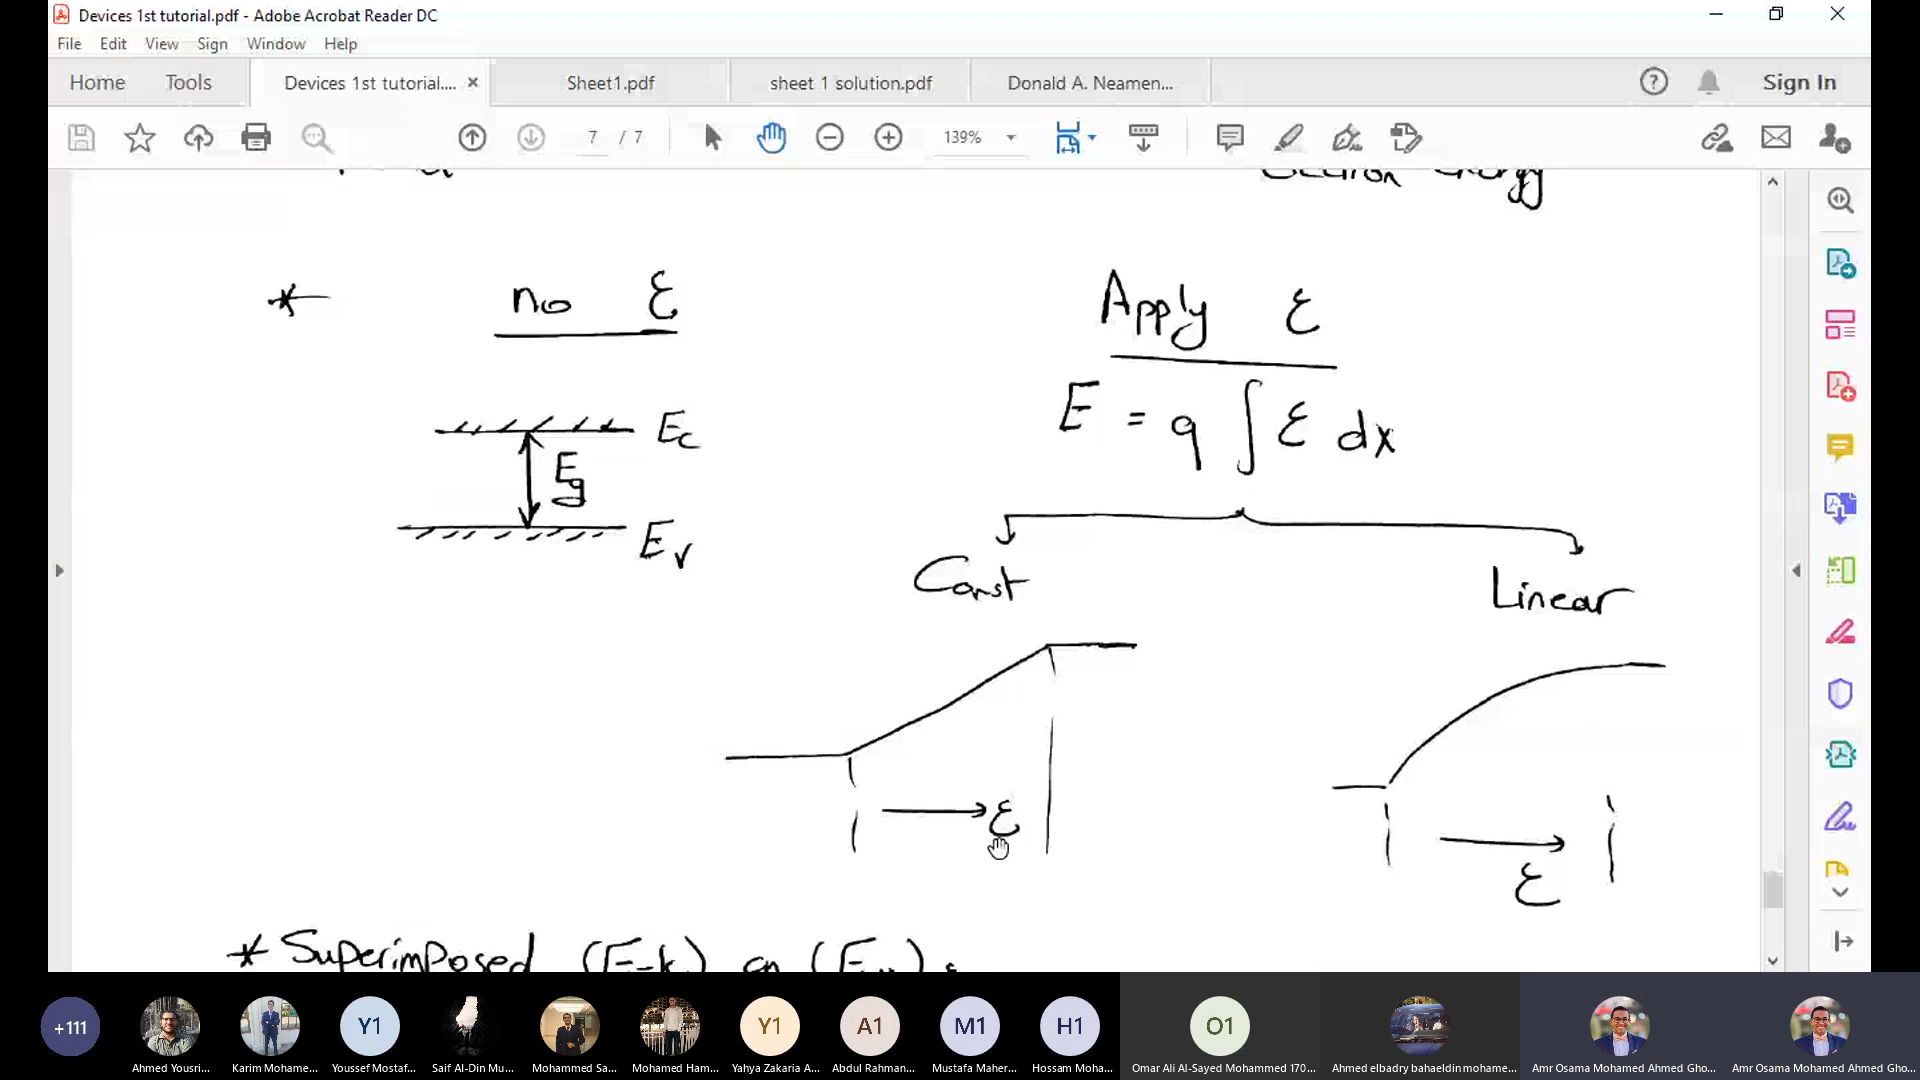 Devices 1st tutorial.pdf - Adobe Acrobat Reader DC
File Edit View Sign Window Help
Home Tools Devices 1st tutorial.... × Sheet1.pdf sheet 1 solution.pdf Donald A. Neamen... Sign In
7 / 7 139%
Electron Energy
* no ε
Apply ε
E = q ∫ ε dx
Ec
Eg
Ev
Const
Linear
ε
ε
* Superimposed (E-k) on (E-x) :
+111 Y1 Y1 A1 M1 H1 O1
Ahmed Yousri... Karim Mohame... Youssef Mostaf... Saif Al-Din Mu... Mohammed Sa... Mohamed Ham... Yahya Zakaria A... Abdul Rahman... Mustafa Maher... Hossam Moha... Omar Ali Al-Sayed Mohammed 170... Ahmed elbadry bahaeldin mohame... Amr Osama Mohamed Ahmed Gho... Amr Osama Mohamed Ahmed Gho...